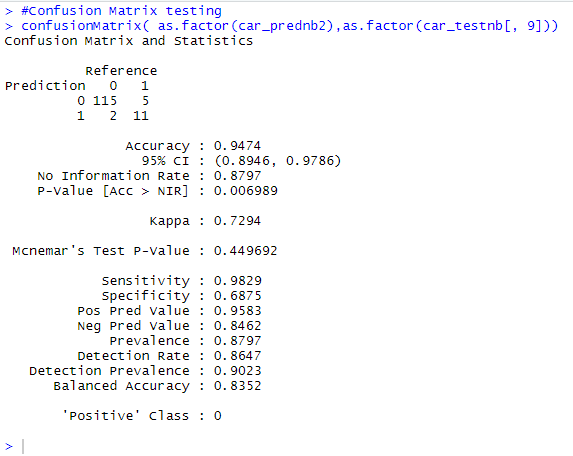 > #Confusion Matrix testing
> confusionMatrix( as.factor(car_prednb2),as.factor(car_testnb[, 9]))
Confusion Matrix and Statistics
Reference
Prediction 0 1
0 115 5
1 2 11
Accuracy : 0.9474
95% CI : (0.8946, 0.9786)
No Information Rate : 0.8797
P-Value [Acc > NIR] : 0.006989
Kappa : 0.7294
Mcnemar's Test P-Value : 0.449692
Sensitivity : 0.9829
Specificity : 0.6875
Pos Pred Value : 0.9583
Neg Pred Value : 0.8462
Prevalence : 0.8797
Detection Rate : 0.8647
Detection Prevalence : 0.9023
Balanced Accuracy : 0.8352
'Positive' Class : 0
>